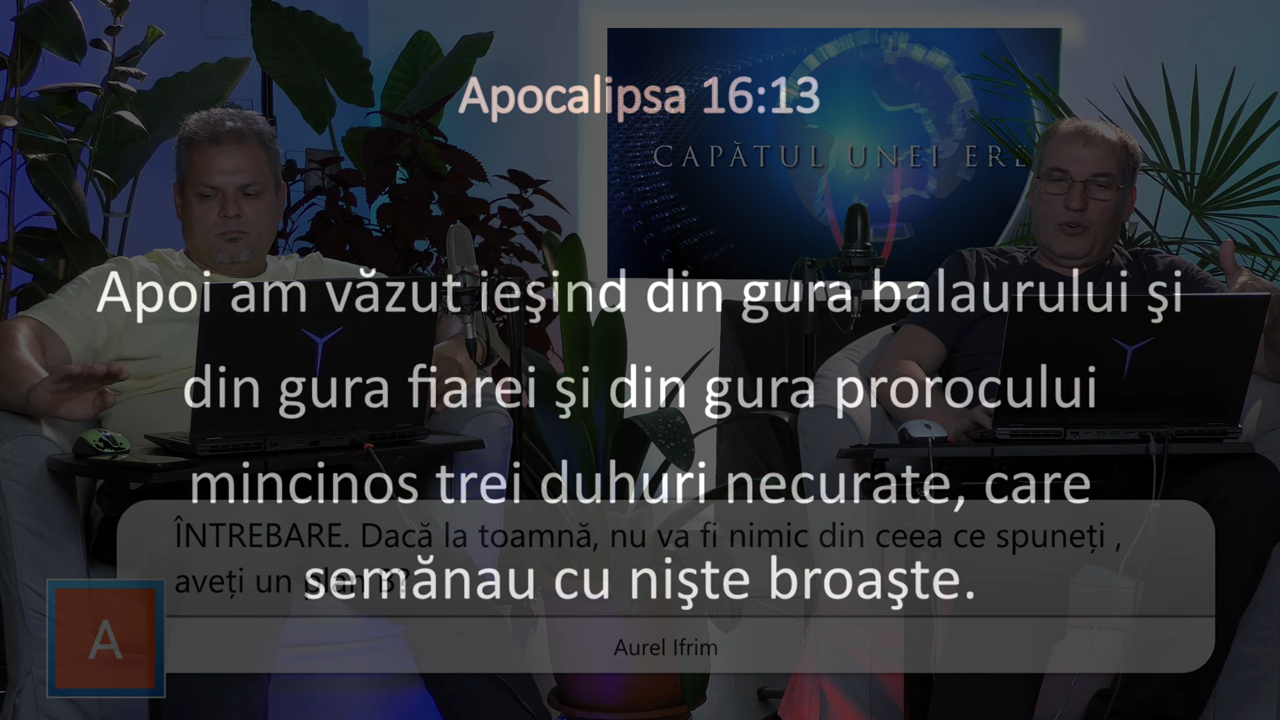 Apocalipsa 16:13
CAPĂTUL UNEI ERE
Apoi am văzut ieşind din gura balaurului şi
din gura fiarei şi din gura prorocului
mincinos trei duhuri necurate, care
semănau cu nişte broaşte.
ÎNTREBARE. Dacă la toamnă, nu va fi nimic din ceea ce spuneți ,
aveți un plan B?
A
Aurel Ifrim